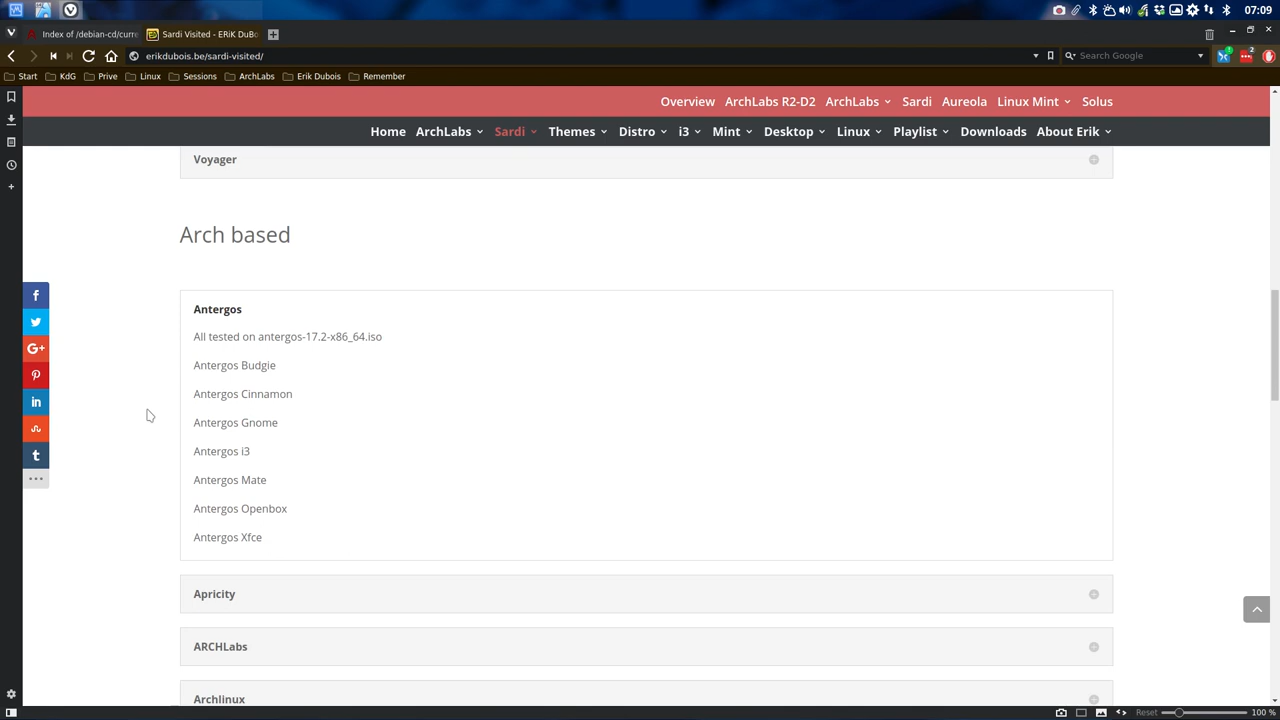 07:09
Index of /debian-cd/curre
Sardi Visited - ERiK DuBo
erikdubois.be/sardi-visited/
Search Google
1
2
Start KdG Prive Linux Sessions ArchLabs Erik Dubois Remember
Overview ArchLabs R2-D2 ArchLabs Sardi Aureola Linux Mint Solus
Home ArchLabs Sardi Themes Distro i3 Mint Desktop Linux Playlist Downloads About Erik
Voyager
Arch based
Antergos
All tested on antergos-17.2-x86_64.iso
Antergos Budgie
Antergos Cinnamon
Antergos Gnome
Antergos i3
Antergos Mate
Antergos Openbox
Antergos Xfce
Apricity
ARCHLabs
Archlinux
Reset 100 %